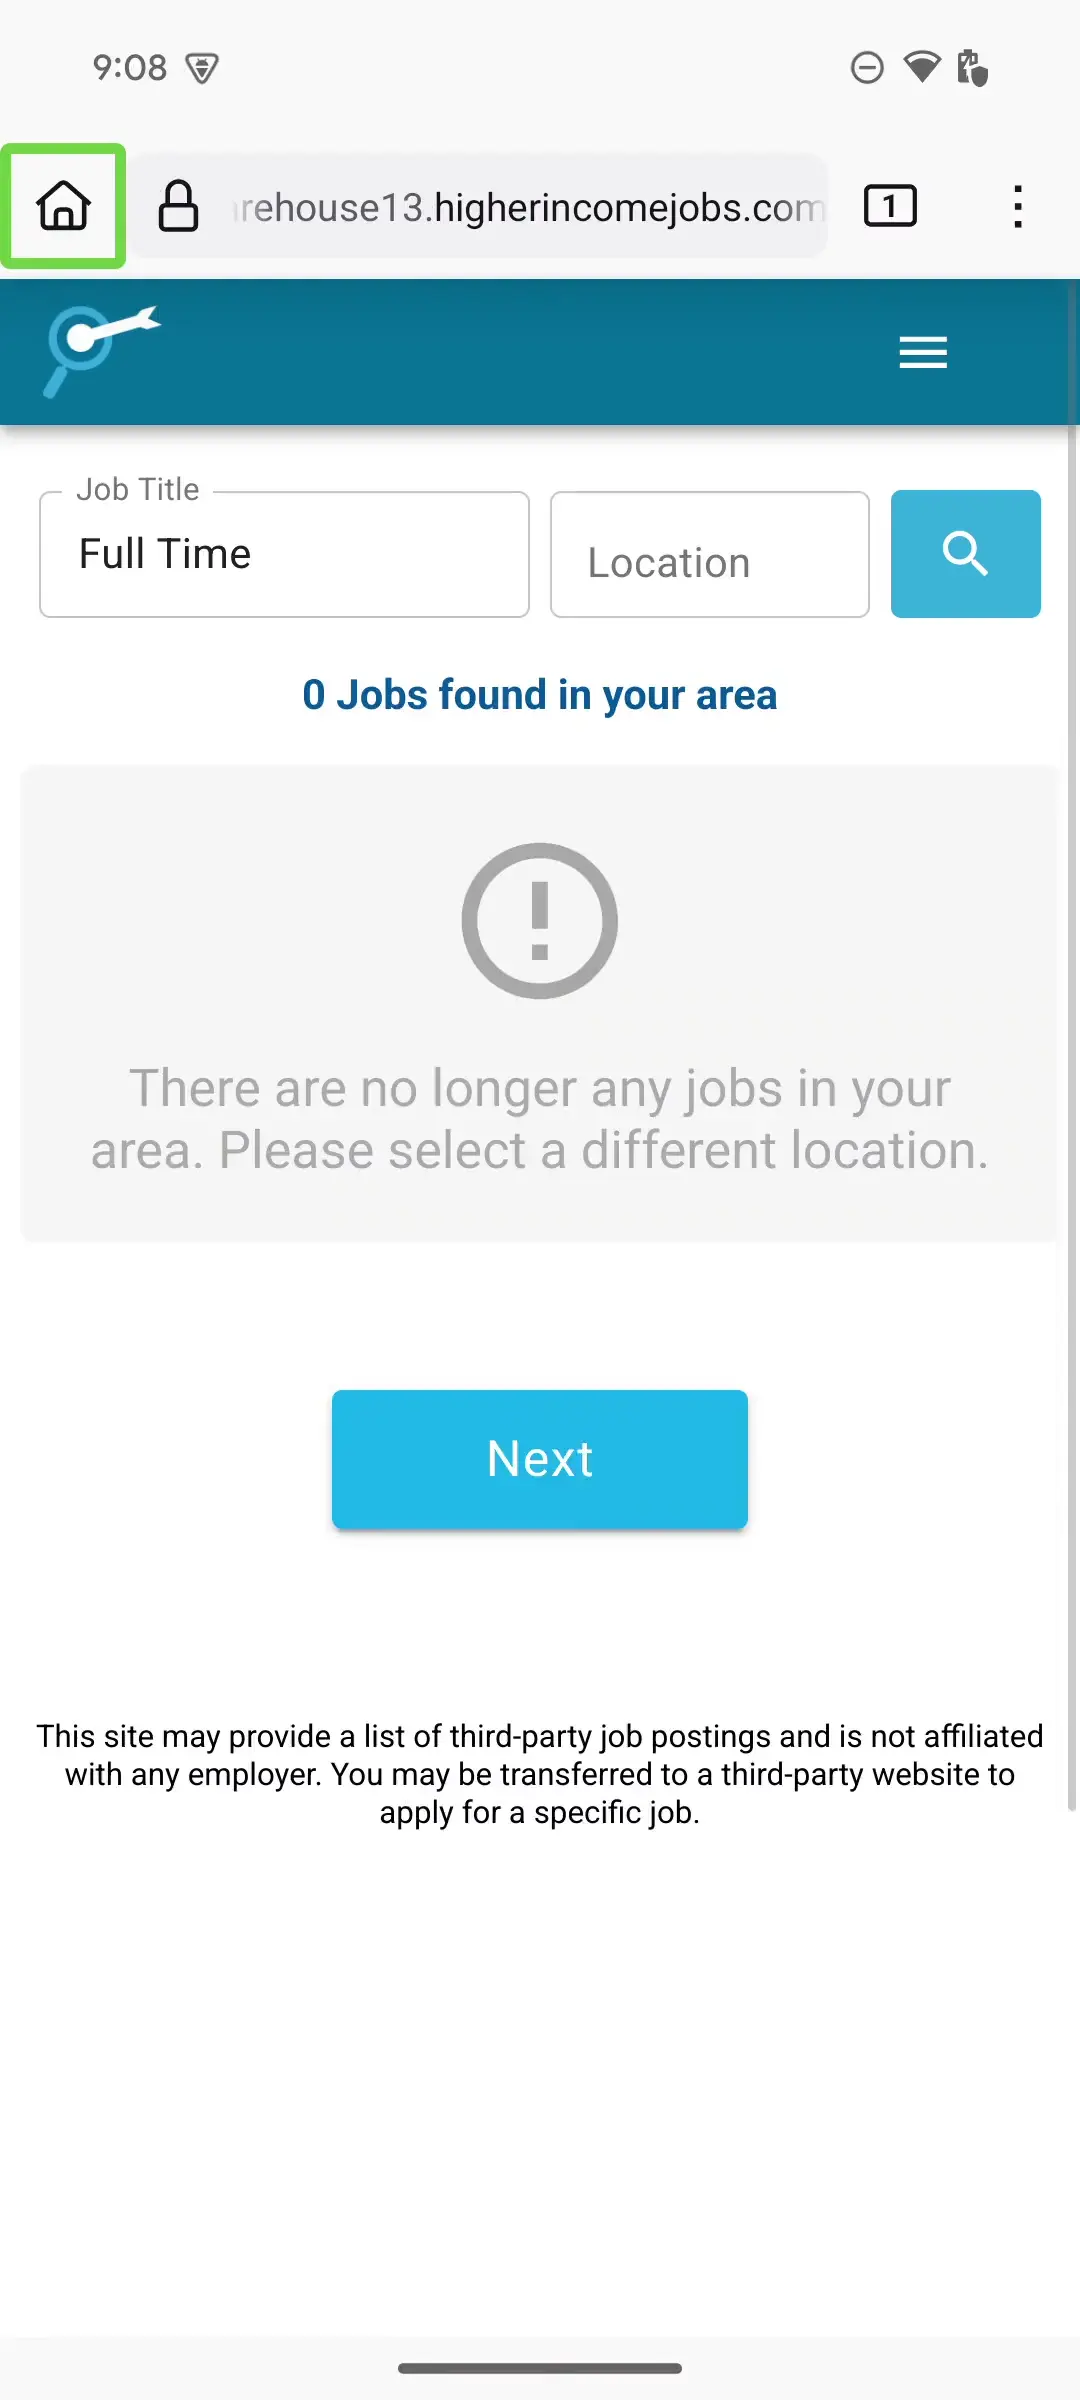 9:08
rehouse13.higherincomejobs.com
1
Job Title
Full Time
Location
0 Jobs found in your area
There are no longer any jobs in your
area. Please select a different location.
Next
This site may provide a list of third-party job postings and is not affiliated
with any employer. You may be transferred to a third-party website to
apply for a specific job.